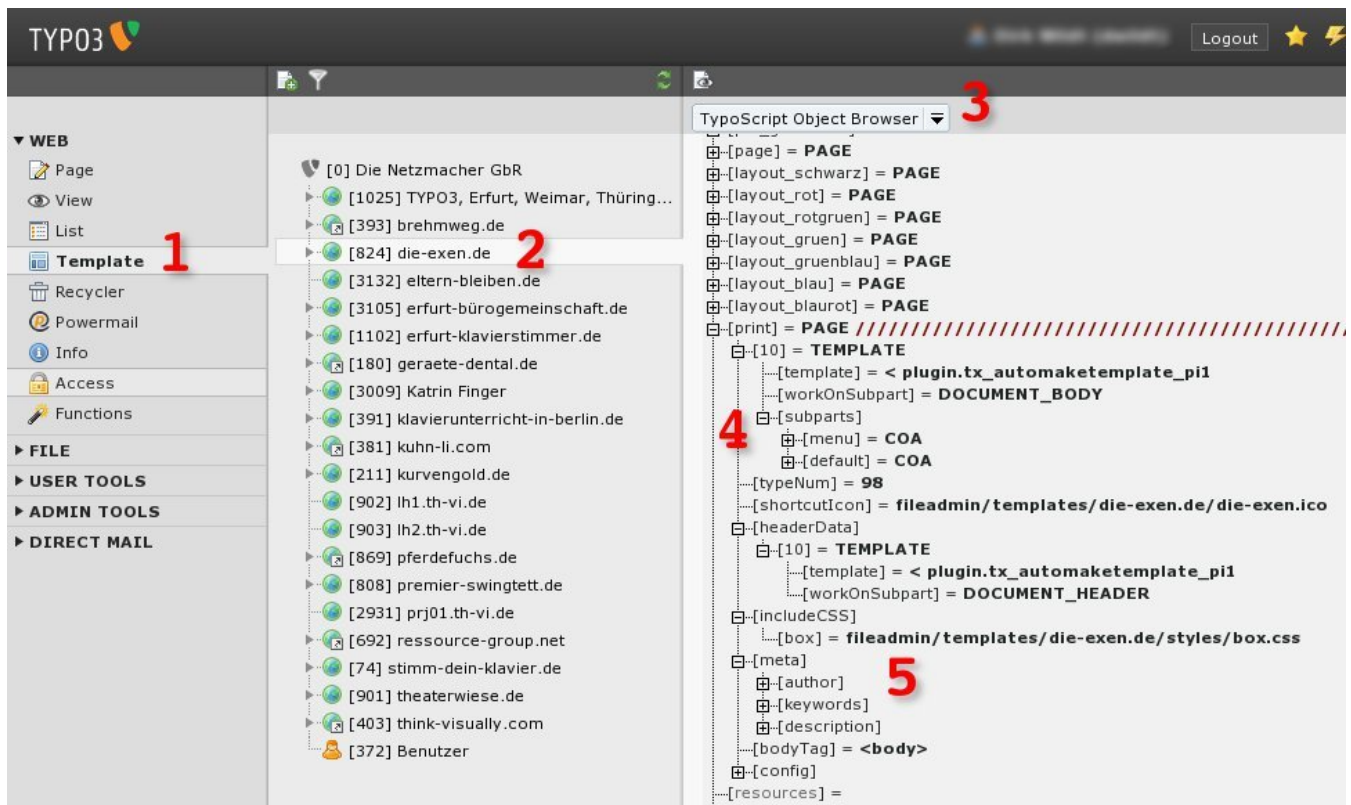 TYPO3
Logout
TypoScript Object Browser
3
WEB
Page
View
List
Template
1
Recycler
Powermail
Info
Access
Functions
FILE
USER TOOLS
ADMIN TOOLS
DIRECT MAIL
[0] Die Netzmacher GbR
[1025] TYPO3, Erfurt, Weimar, Thüring...
[393] brehmweg.de
2
[824] die-exen.de
[3132] eltern-bleiben.de
[3105] erfurt-bürogemeinschaft.de
[1102] erfurt-klavierstimmer.de
[180] geraete-dental.de
[3009] Katrin Finger
[391] klavierunterricht-in-berlin.de
[381] kuhn-li.com
[211] kurvengold.de
[902] lh1.th-vi.de
[903] lh2.th-vi.de
[869] pferdefuchs.de
[808] premier-swingtett.de
[2931] prj01.th-vi.de
[692] ressource-group.net
[74] stimm-dein-klavier.de
[901] theaterwiese.de
[403] think-visually.com
[372] Benutzer
[page] = PAGE
[layout_schwarz] = PAGE
[layout_rot] = PAGE
[layout_rotgruen] = PAGE
[layout_gruen] = PAGE
[layout_gruenblau] = PAGE
[layout_blau] = PAGE
[layout_blaurot] = PAGE
[print] = PAGE //////////////////////////////////////////////
[10] = TEMPLATE
[template] = < plugin.tx_automaketemplate_pi1
[workOnSubpart] = DOCUMENT_BODY
[subparts]
4
[menu] = COA
[default] = COA
[typeNum] = 98
[shortcutIcon] = fileadmin/templates/die-exen.de/die-exen.ico
[headerData]
[10] = TEMPLATE
[template] = < plugin.tx_automaketemplate_pi1
[workOnSubpart] = DOCUMENT_HEADER
[includeCSS]
[box] = fileadmin/templates/die-exen.de/styles/box.css
[meta]
5
[author]
[keywords]
[description]
[bodyTag] = <body>
[config]
[resources] =